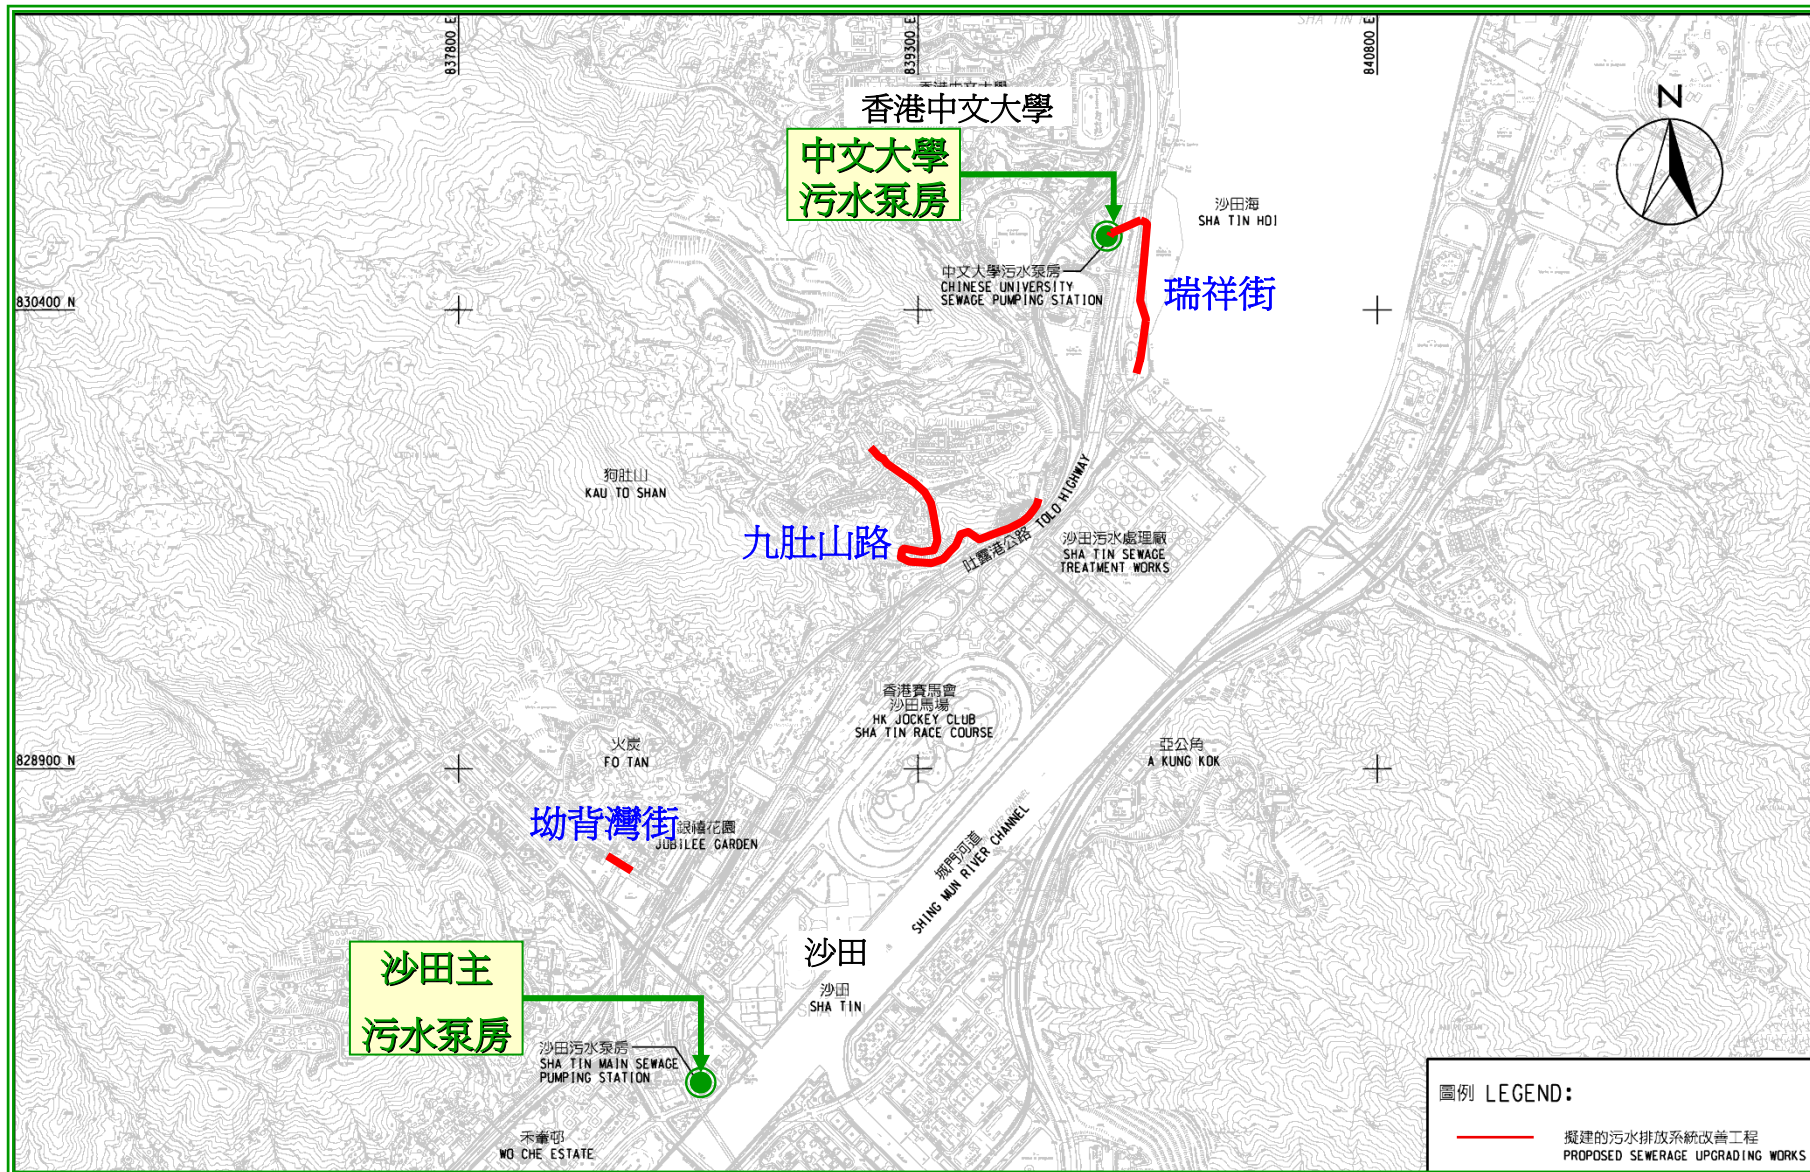 837800 E
839300 E
840800 E
SHA TIN
香港中文大學
香港中文大學
中文大學
污水泵房
N
沙田海
SHA TIN HOI
中文大學污水泵房
CHINESE UNIVERSITY
SEWAGE PUMPING STATION
瑞祥街
830400 N
狗肚山
KAU TO SHAN
九肚山路
吐露港公路 TOLO HIGHWAY
沙田污水處理廠
SHA TIN SEWAGE
TREATMENT WORKS
香港賽馬會
沙田馬場
HK JOCKEY CLUB
SHA TIN RACE COURSE
火炭
FO TAN
亞公角
A KUNG KOK
828900 N
坳背灣街
銀禧花園
JUBILEE GARDEN
城門河道
SHING MUN RIVER CHANNEL
沙田
沙田
SHA TIN
沙田主
污水泵房
沙田污水泵房
SHA TIN MAIN SEWAGE
PUMPING STATION
禾輋邨
WO CHE ESTATE
圖例 LEGEND:
擬建的污水排放系統改善工程
PROPOSED SEWERAGE UPGRADING WORKS